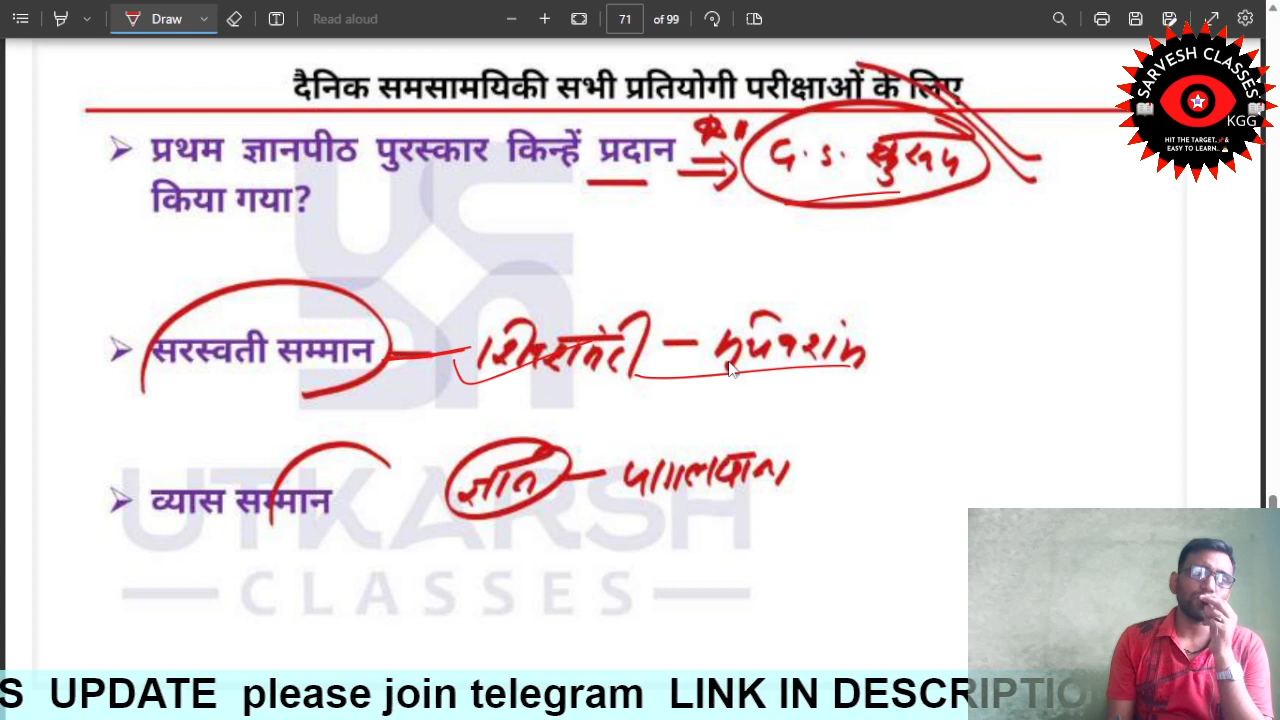 Draw
Read aloud
71 of 99
SARVESH CLASSES
KGG
HIT THE TARGET &
EASY TO LEARN
दैनिक समसामयिकी सभी प्रतियोगी परीक्षाओं के लिए
➢ प्रथम ज्ञानपीठ पुरस्कार किन्हें प्रदान G. S.
किया गया?
➢ सरस्वती सम्मान —
➢ व्यास सम्मान
UTKARSH
CLASSES
S UPDATE please join telegram LINK IN DESCRIPTIO